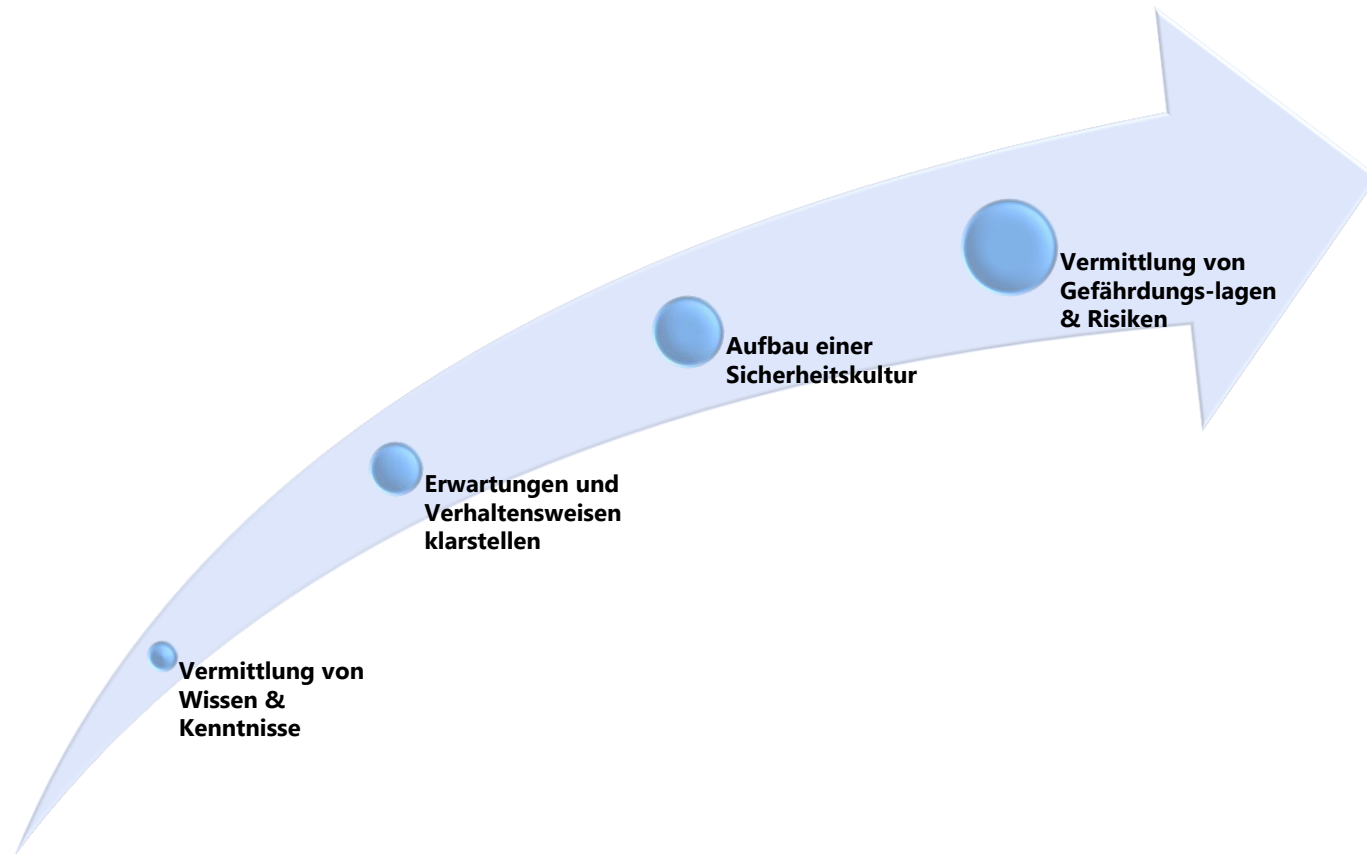 Vermittlung von
Gefährdungs-lagen
& Risiken
Aufbau einer
Sicherheitskultur
Erwartungen und
Verhaltensweisen
klarstellen
Vermittlung von
Wissen &
Kenntnisse